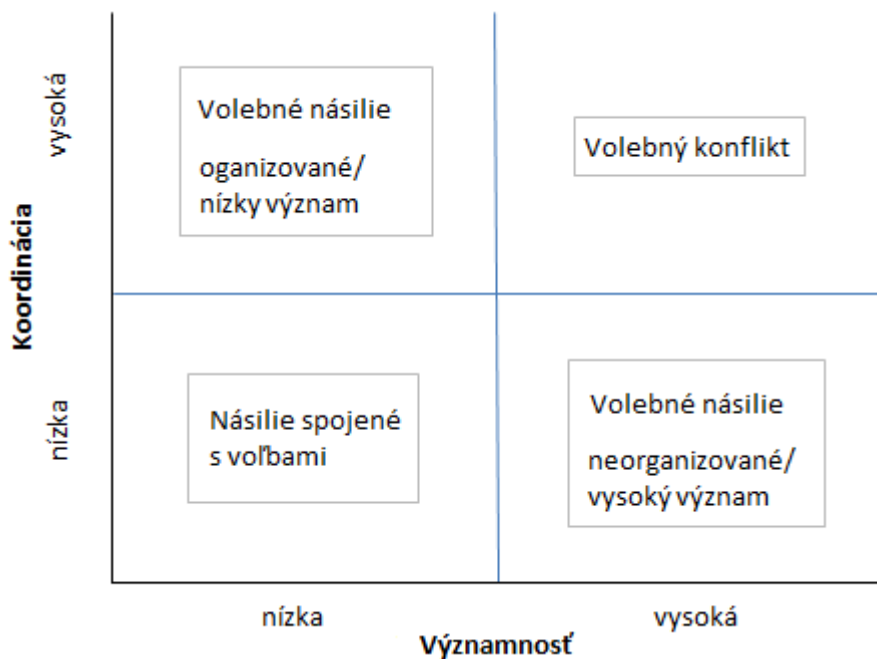 vysoká
Koordinácia
nízka
Volebné násilie
oganizované/
nízky význam
Volebný konflikt
Násilie spojené
s voľbami
Volebné násilie
neorganizované/
vysoký význam
nízka
vysoká
Významnosť